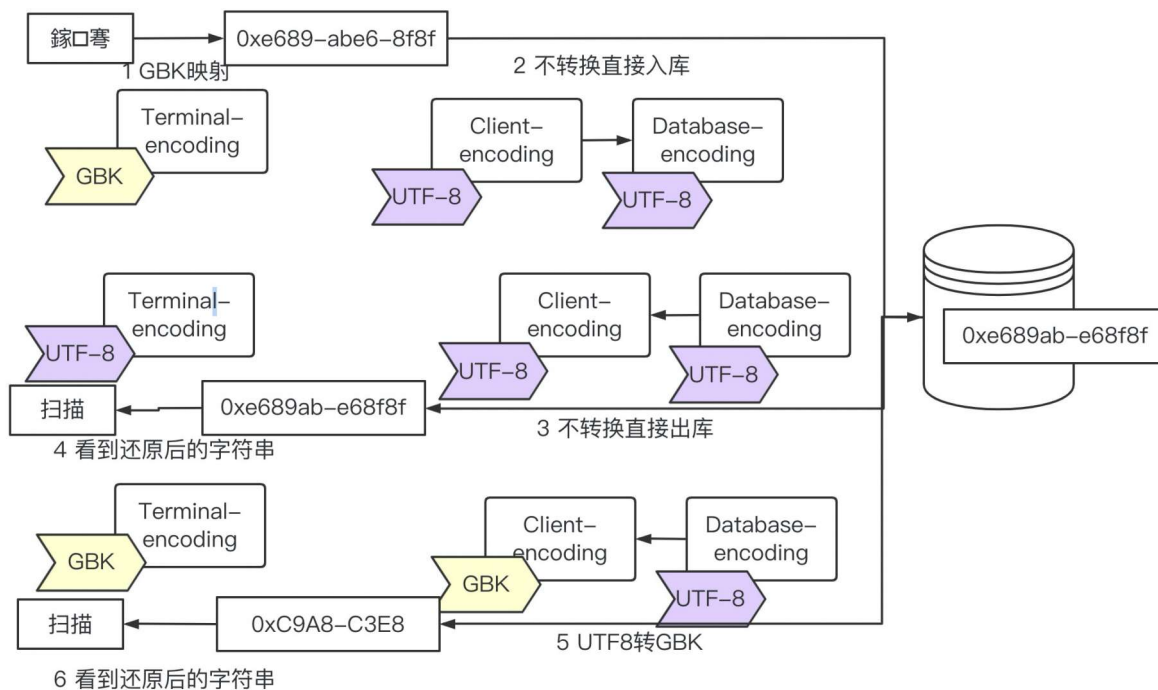 鎵□弿
0xe689-abe6-8f8f
1 GBK映射
2 不转换直接入库
Terminal-
encoding
GBK
Client-
encoding
UTF-8
Database-
encoding
UTF-8
Terminal-
encoding
UTF-8
Client-
encoding
UTF-8
Database-
encoding
UTF-8
0xe689ab-e68f8f
扫描
0xe689ab-e68f8f
3 不转换直接出库
4 看到还原后的字符串
Terminal-
encoding
GBK
Client-
encoding
GBK
Database-
encoding
UTF-8
扫描
0xC9A8-C3E8
5 UTF8转GBK
6 看到还原后的字符串